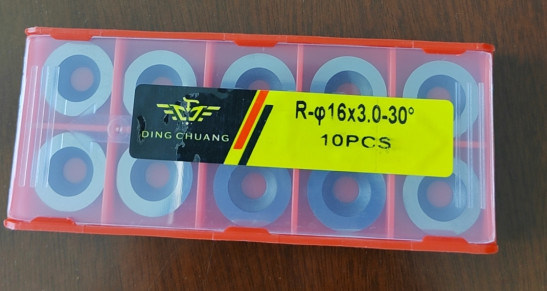 DING CHUANG
R-φ16x3.0-30°
10PCS